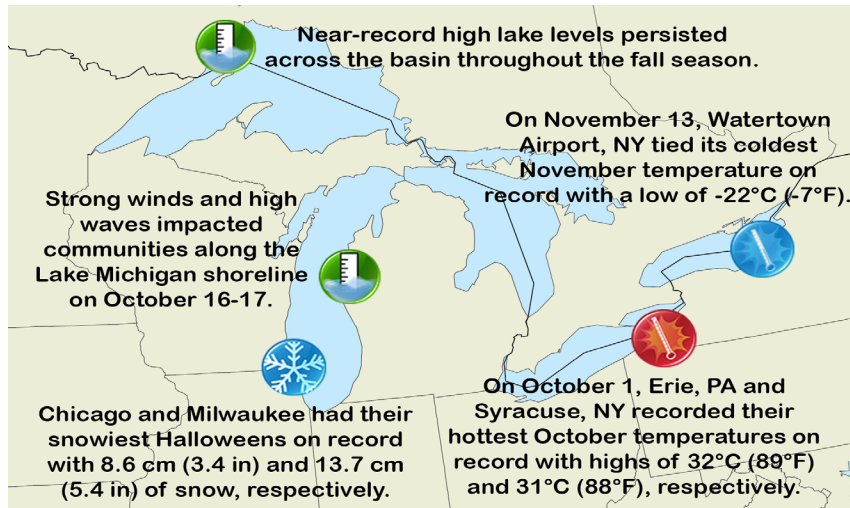 Near-record high lake levels persisted
across the basin throughout the fall season.
On November 13, Watertown
Airport, NY tied its coldest
November temperature on
record with a low of -22°C (-7°F).
Strong winds and high
waves impacted
communities along the
Lake Michigan shoreline
on October 16-17.
Chicago and Milwaukee had their
snowiest Halloweens on record
with 8.6 cm (3.4 in) and 13.7 cm
(5.4 in) of snow, respectively.
On October 1, Erie, PA and
Syracuse, NY recorded their
hottest October temperatures on
record with highs of 32°C (89°F)
and 31°C (88°F), respectively.